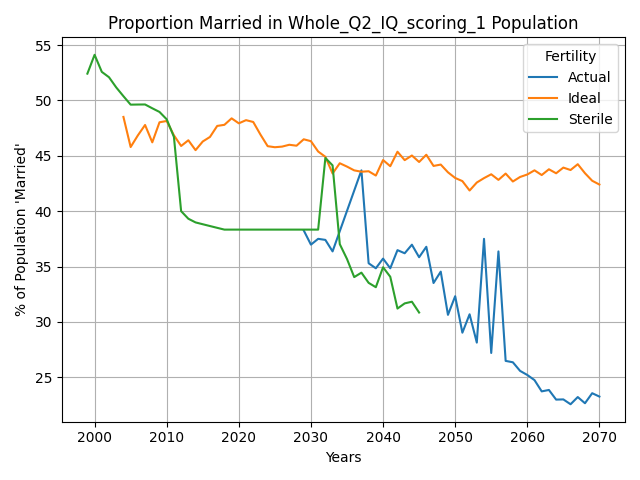 Proportion Married in Whole_Q2_IQ_scoring_1 Population
% of Population 'Married'
55
50
45
40
35
30
25
Fertility
Actual
Ideal
Sterile
2000 2010 2020 2030 2040 2050 2060 2070
Years